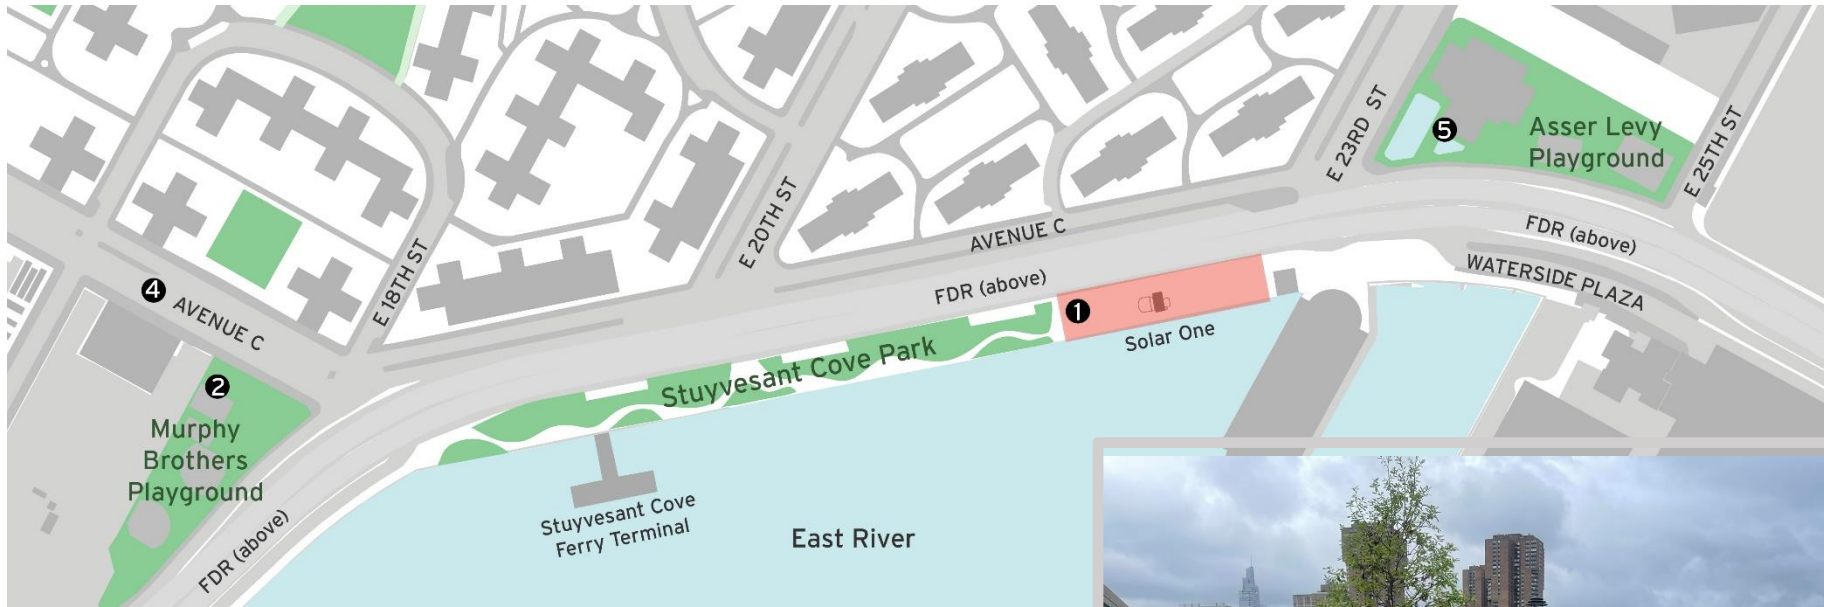 E 23RD ST
5
Asser Levy
Playground
E 25TH ST
E 20TH ST
AVENUE C
FDR (above)
WATERSIDE PLAZA
4
AVENUE C
E 18TH ST
FDR (above)
1
Solar One
Stuyvesant Cove Park
2
Murphy
Brothers
Playground
FDR (above)
Stuyvesant Cove
Ferry Terminal
East River